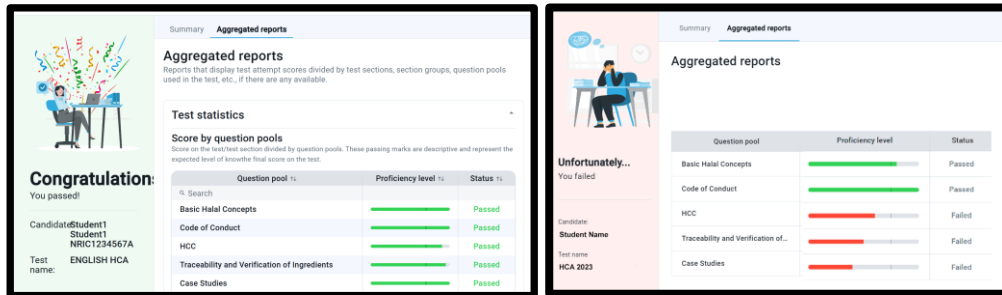 Summary Aggregated reports
Aggregated reports
Reports that display test attempt scores divided by test sections, section groups, question pools
used in the test, etc., if there are any available.
Test statistics
Score by question pools
Score on the test/test section divided by question pools. These passing marks are descriptive and represent the
expected level of knowthe final score on the test.
Question pool Proficiency level Status
Search
Basic Halal Concepts Passed
Code of Conduct Passed
HCC Passed
Traceability and Verification of Ingredients Passed
Case Studies Passed
Congratulations
You passed!
Candidate Student1
Student1
NRIC1234567A
Test ENGLISH HCA
name:
Summary Aggregated reports
Aggregated reports
Question pool Proficiency level Status
Basic Halal Concepts Passed
Code of Conduct Passed
HCC Failed
Traceability and Verification of... Failed
Case Studies Failed
Unfortunately...
You failed
Candidate:
Student Name
Test name
HCA 2023